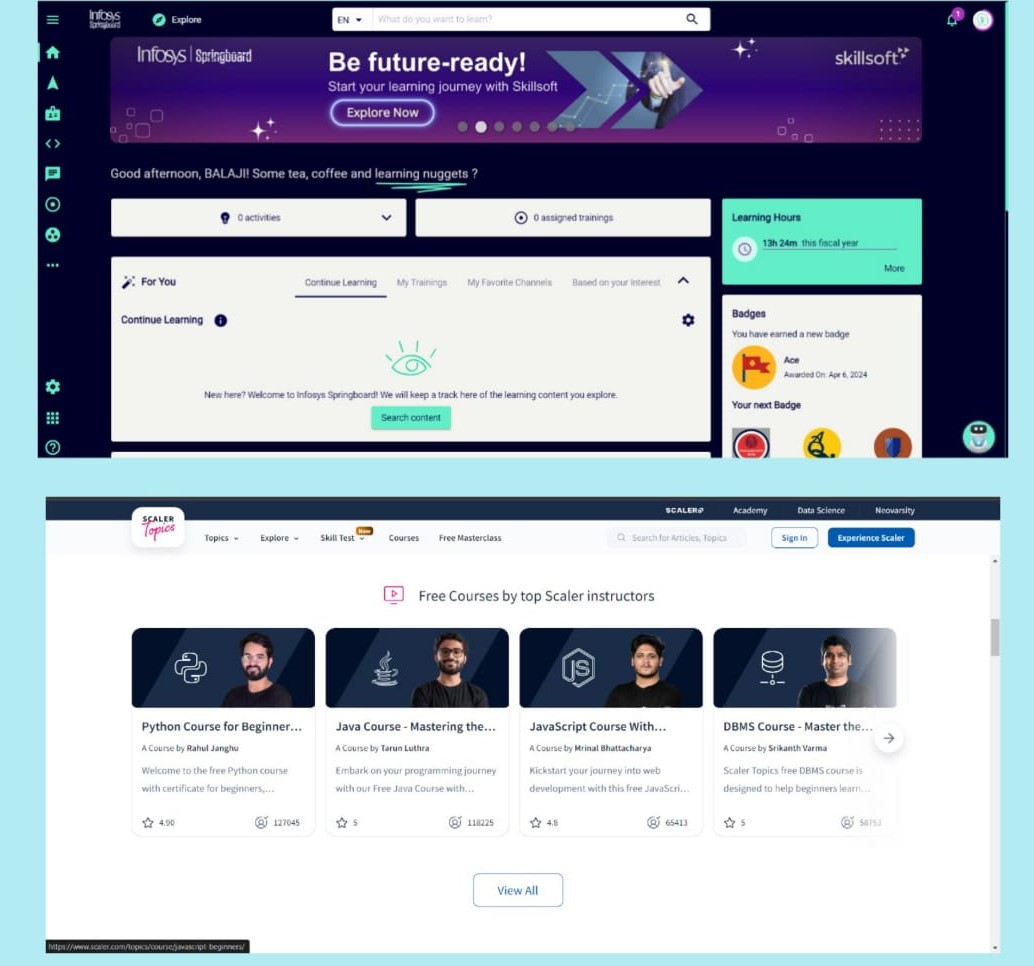 Infosys
Springboard
Explore
EN
What do you want to learn?
1
Infosys | Springboard
Be future-ready!
Start your learning journey with Skillsoft
Explore Now
skillsoft
Good afternoon, BALAJI! Some tea, coffee and learning nuggets ?
0 activities
0 assigned trainings
Learning Hours
13h 24m this fiscal year
More
For You
Continue Learning
My Trainings
My Favorite Channels
Based on your Interest
Continue Learning
New here? Welcome to Infosys Springboard! We will keep a track here of the learning content you explore.
Search content
Badges
You have earned a new badge
Ace
Awarded On: Apr 6, 2024
Your next Badge
SCALER
Topics
SCALER
Academy
Data Science
Neovarsity
Topics
Explore
Skill Test
New
Courses
Free Masterclass
Search for Articles, Topics
Sign In
Experience Scaler
Free Courses by top Scaler instructors
JS
Python Course for Beginner...
A Course by Rahul Janghu
Welcome to the free Python course
with certificate for beginners,...
4.90
127045
Java Course - Mastering the...
A Course by Tarun Luthra
Embark on your programming journey
with our Free Java Course with...
5
118225
JavaScript Course With...
A Course by Mrinal Bhattacharya
Kickstart your journey into web
development with this free JavaScri...
4.8
65413
DBMS Course - Master the...
A Course by Srikanth Varma
Scaler Topics free DBMS course is
designed to help beginners learn...
5
View All
https://www.scaler.com/topics/course/javascript-beginners/